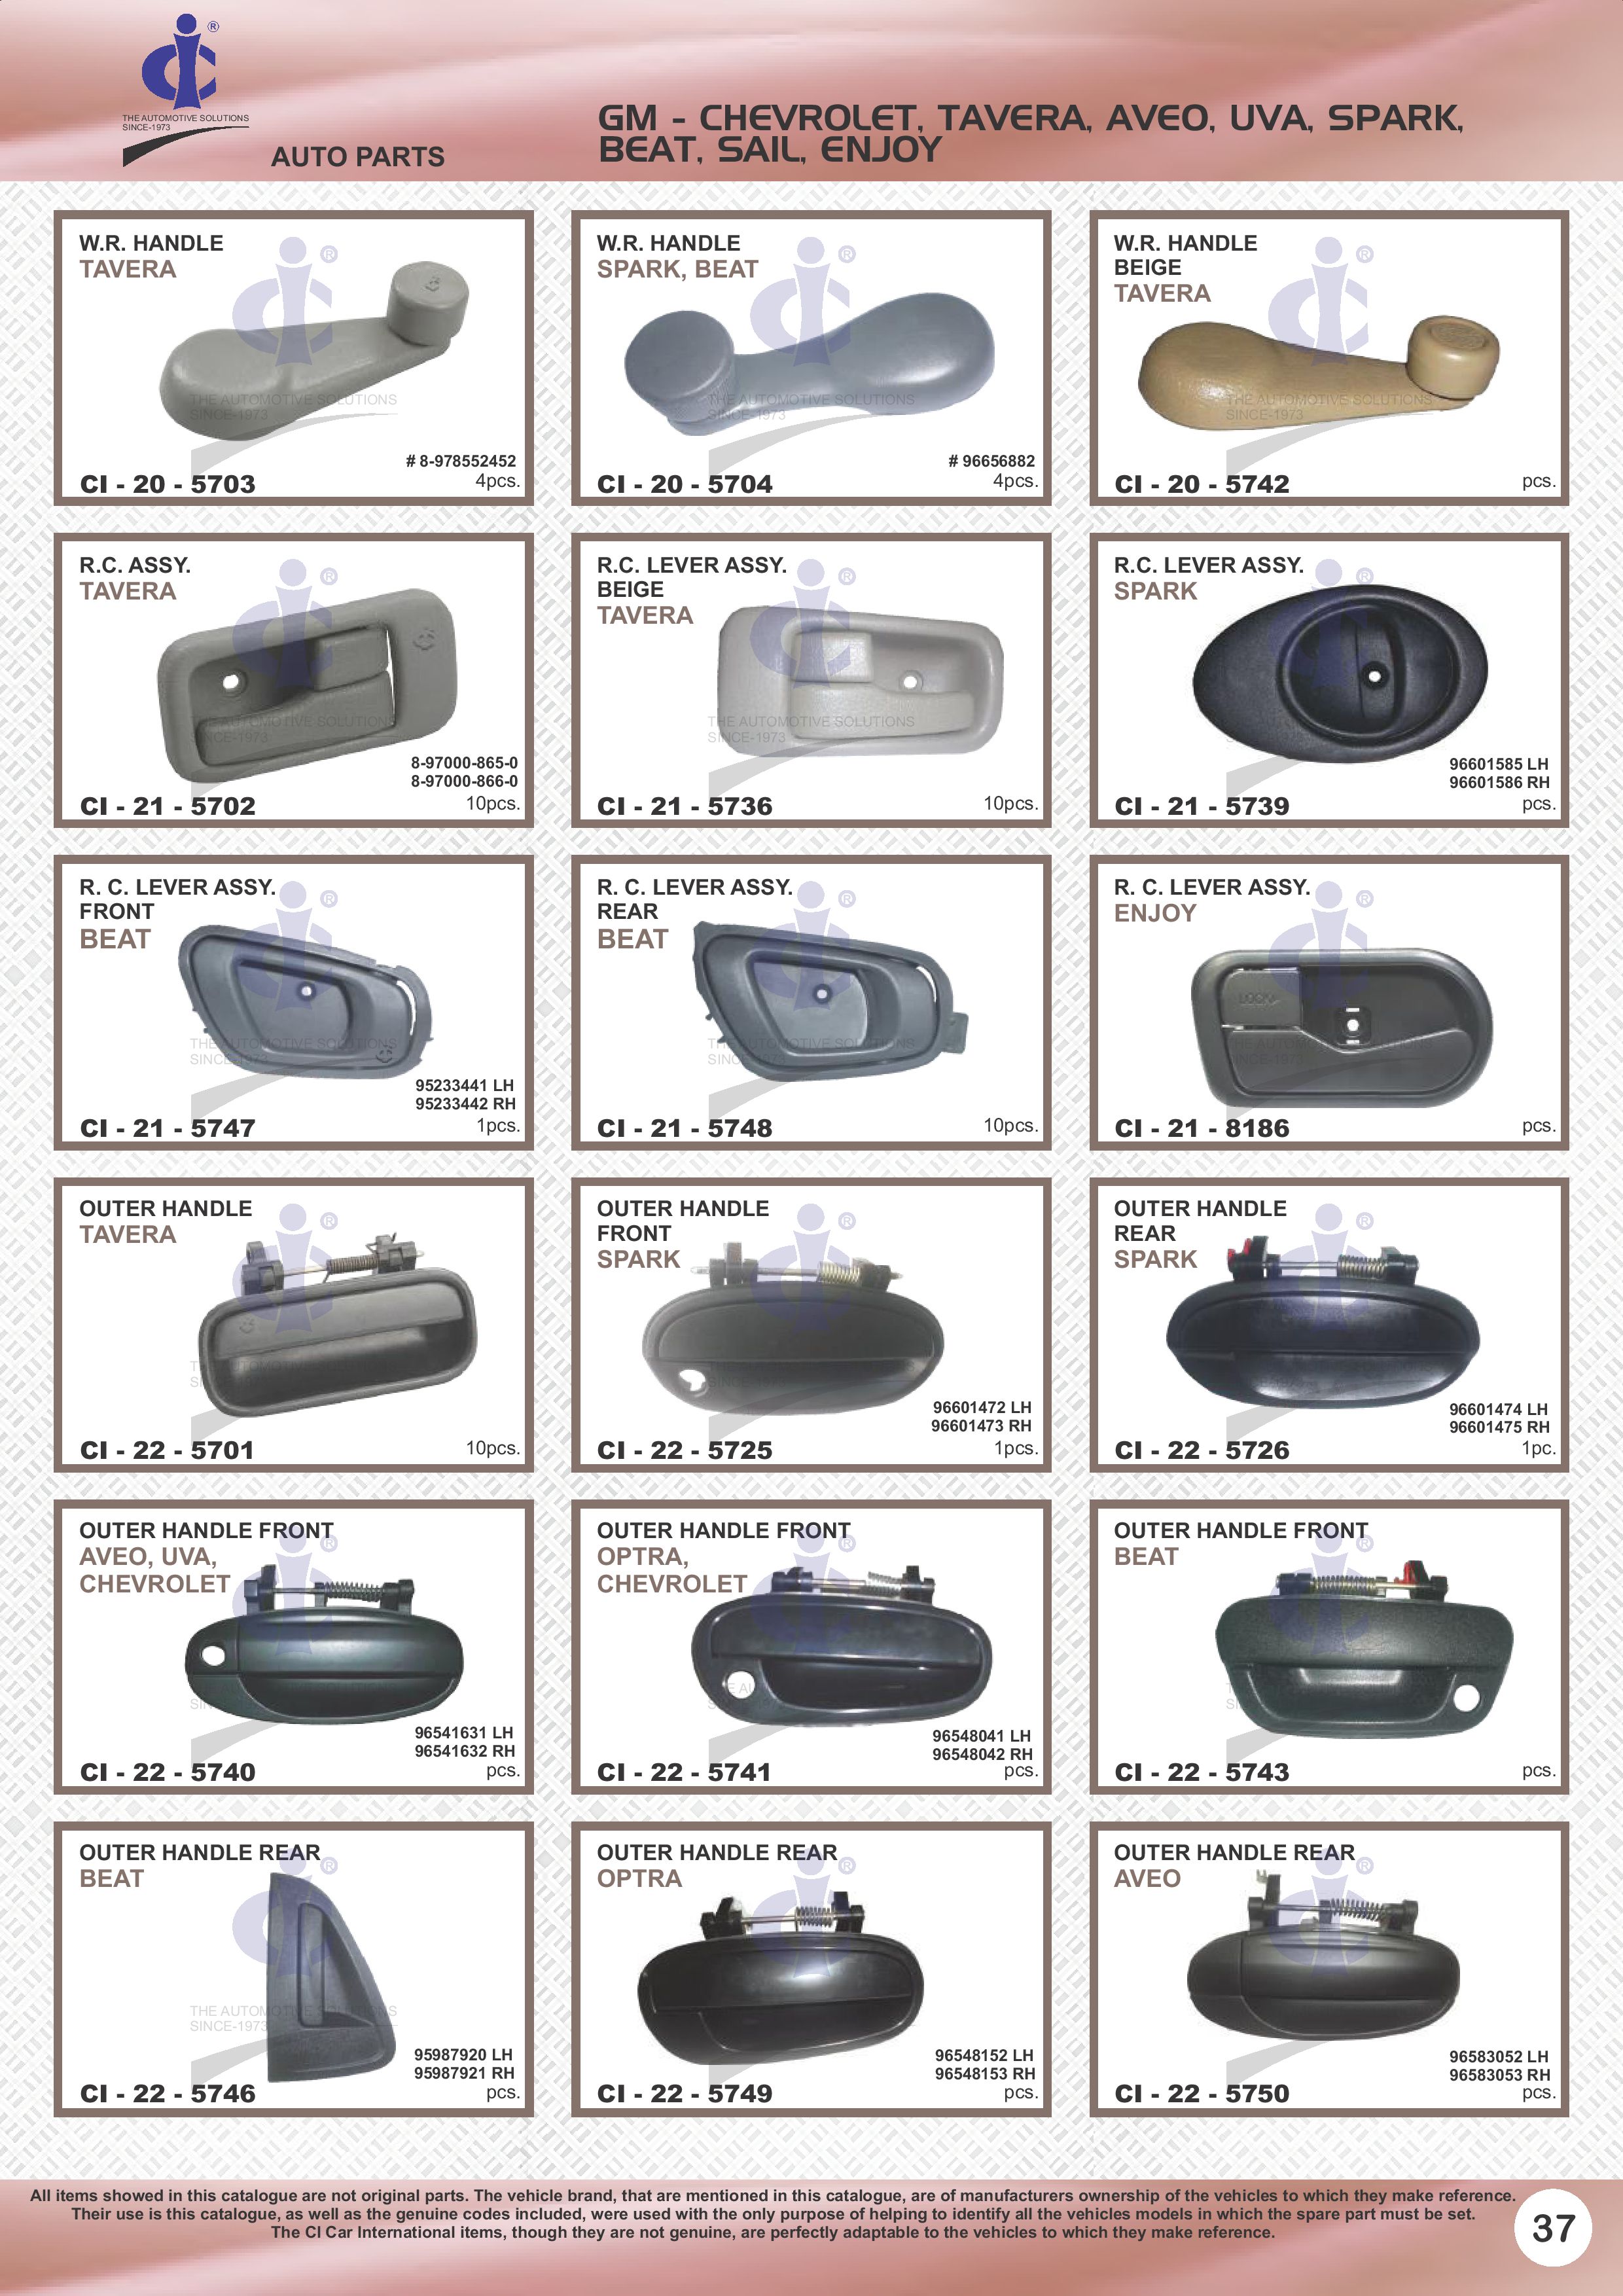 ®
THE AUTOMOTIVE SOLUTIONS
SINCE-1973
AUTO PARTS
GM - CHEVROLET, TAVERA, AVEO, UVA, SPARK,
BEAT, SAIL, ENJOY
W.R. HANDLE
TAVERA
# 8-978552452
CI - 20 - 5703
4pcs.
W.R. HANDLE
SPARK, BEAT
# 96656882
CI - 20 - 5704
4pcs.
W.R. HANDLE
BEIGE
TAVERA
CI - 20 - 5742
pcs.
R.C. ASSY.
TAVERA
8-97000-865-0
8-97000-866-0
CI - 21 - 5702
10pcs.
R.C. LEVER ASSY.
BEIGE
TAVERA
CI - 21 - 5736
10pcs.
R.C. LEVER ASSY.
SPARK
96601585 LH
96601586 RH
CI - 21 - 5739
pcs.
R. C. LEVER ASSY.
FRONT
BEAT
95233441 LH
95233442 RH
CI - 21 - 5747
1pcs.
R. C. LEVER ASSY.
REAR
BEAT
CI - 21 - 5748
10pcs.
R. C. LEVER ASSY.
ENJOY
LOCK
CI - 21 - 8186
pcs.
OUTER HANDLE
TAVERA
CI - 22 - 5701
10pcs.
OUTER HANDLE
FRONT
SPARK
96601472 LH
96601473 RH
CI - 22 - 5725
1pcs.
OUTER HANDLE
REAR
SPARK
96601474 LH
96601475 RH
CI - 22 - 5726
1pc.
OUTER HANDLE FRONT
AVEO, UVA,
CHEVROLET
96541631 LH
96541632 RH
CI - 22 - 5740
pcs.
OUTER HANDLE FRONT
OPTRA,
CHEVROLET
96548041 LH
96548042 RH
CI - 22 - 5741
pcs.
OUTER HANDLE FRONT
BEAT
CI - 22 - 5743
pcs.
OUTER HANDLE REAR
BEAT
95987920 LH
95987921 RH
CI - 22 - 5746
pcs.
OUTER HANDLE REAR
OPTRA
96548152 LH
96548153 RH
CI - 22 - 5749
pcs.
OUTER HANDLE REAR
AVEO
96583052 LH
96583053 RH
CI - 22 - 5750
pcs.
All items showed in this catalogue are not original parts. The vehicle brand, that are mentioned in this catalogue, are of manufacturers ownership of the vehicles to which they make reference.
Their use is this catalogue, as well as the genuine codes included, were used with the only purpose of helping to identify all the vehicles models in which the spare part must be set.
The CI Car International items, though they are not genuine, are perfectly adaptable to the vehicles to which they make reference.
37